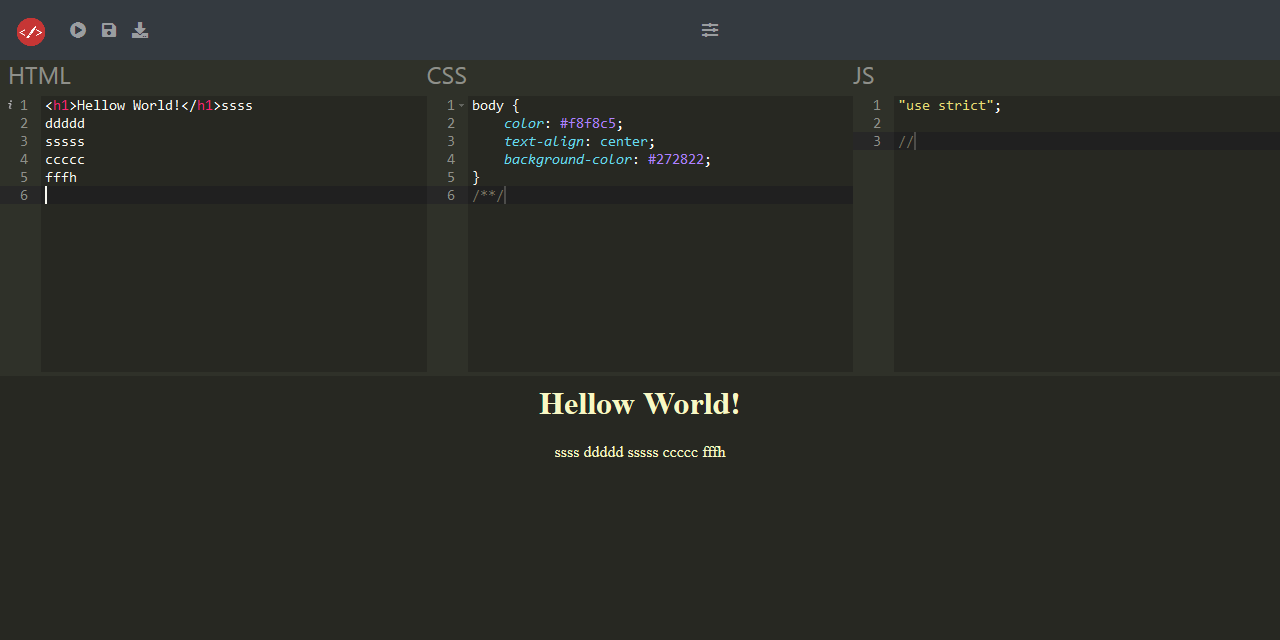 HTML
CSS
JS
i 1 <h1>Hellow World!</h1>ssss
2 ddddd
3 sssss
4 ccccc
5 fffh
6
1 body {
2 color: #f8f8c5;
3 text-align: center;
4 background-color: #272822;
5 }
6 /**/
1 "use strict";
2
3 //
Hellow World!
ssss ddddd sssss ccccc fffh